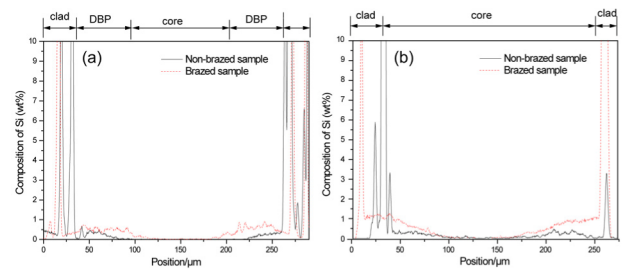 clad DBP core DBP
(a)
Non-brazed sample
Brazed sample
Composition of Si (wt%)
10
9
8
7
6
5
4
3
2
1
0
0 50 100 150 200 250
Position/μm
clad core clad
(b)
Non-brazed sample
Brazed sample
Composition of Si (wt%)
10
9
8
7
6
5
4
3
2
1
0
0 50 100 150 200 250
Position/μm